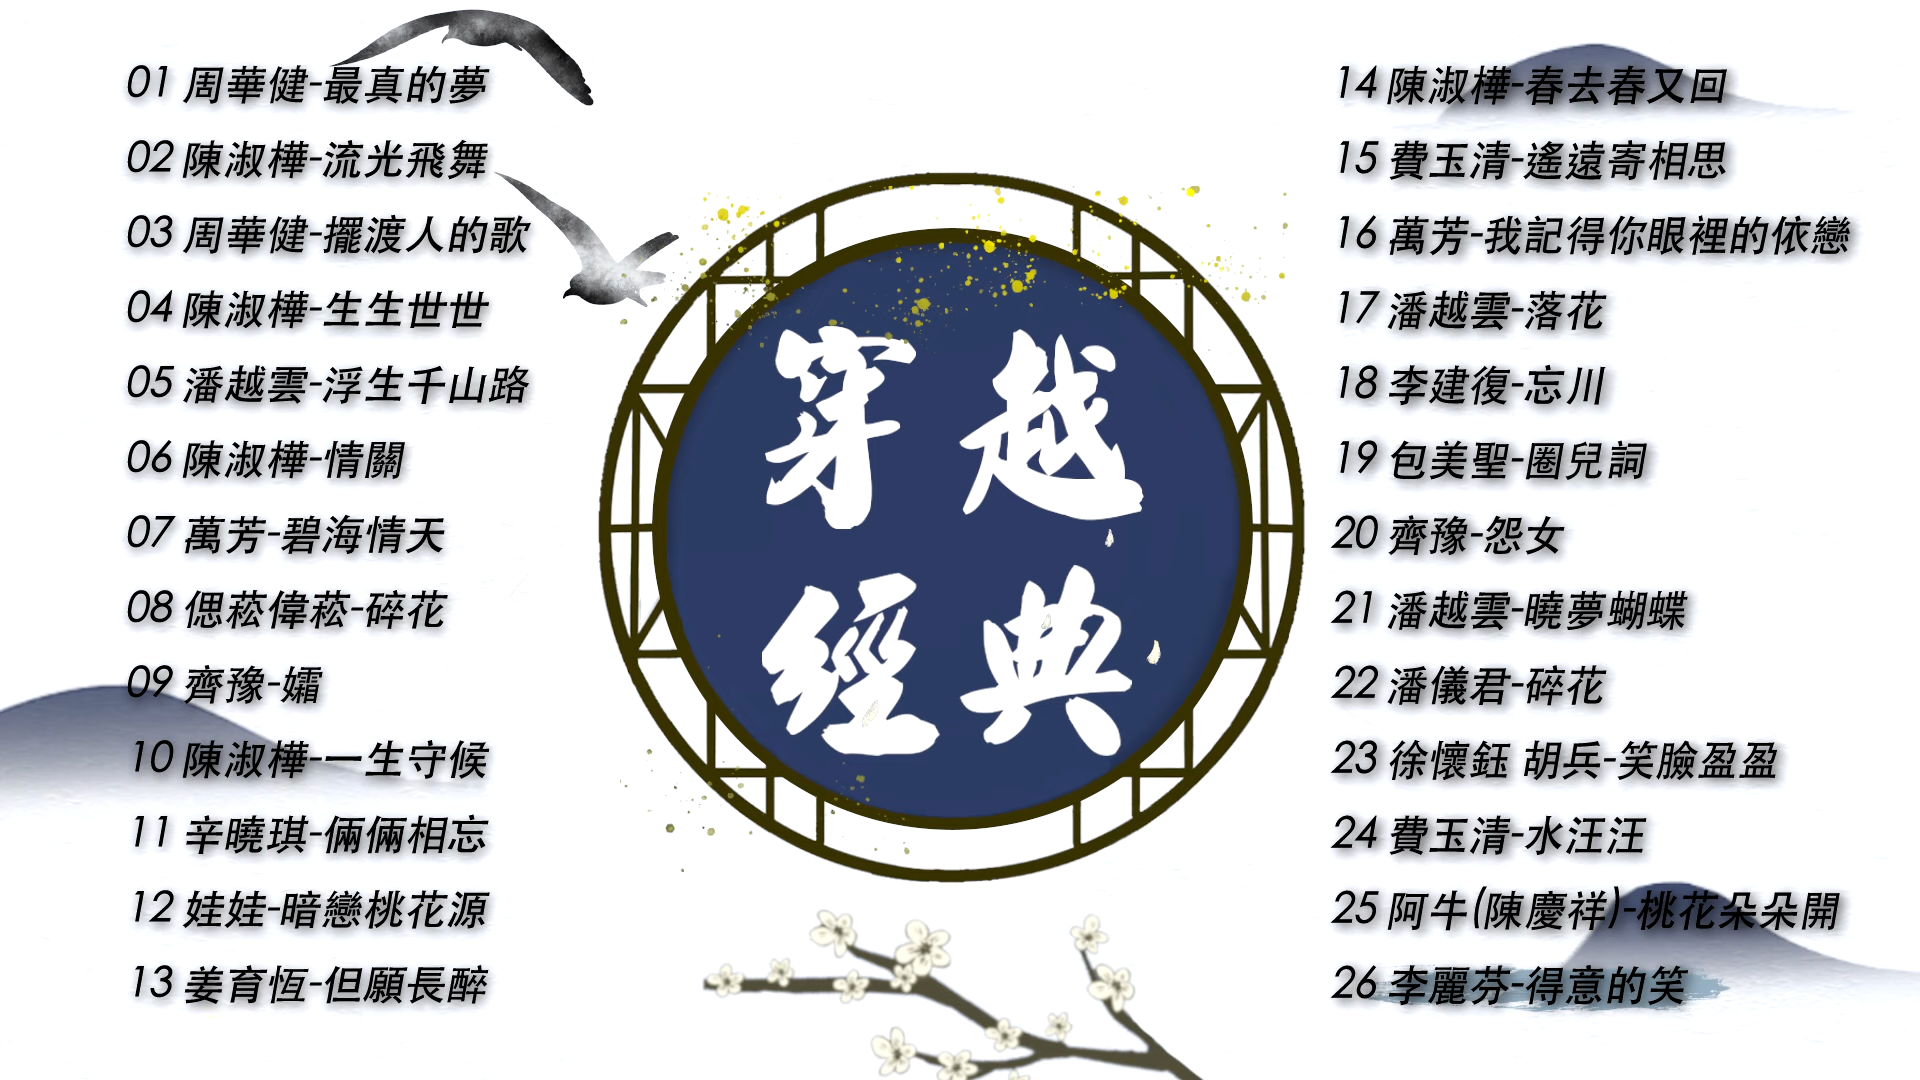 01 周華健-最真的夢
02 陳淑樺-流光飛舞
03 周華健-擺渡人的歌
04 陳淑樺-生生世世
05 潘越雲-浮生千山路
06 陳淑樺-情關
07 萬芳-碧海情天
08 偲菘偉菘-碎花
09 齊豫-嬬
10 陳淑樺-一生守候
11 辛曉琪-倆倆相忘
12 娃娃-暗戀桃花源
13 姜育恆-但願長醉
穿越
經典
14 陳淑樺-春去春又回
15 費玉清-遙遠寄相思
16 萬芳-我記得你眼裡的依戀
17 潘越雲-落花
18 李建復-忘川
19 包美聖-圈兒詞
20 齊豫-怨女
21 潘越雲-曉夢蝴蝶
22 潘儀君-碎花
23 徐懷鈺 胡兵-笑臉盈盈
24 費玉清-水汪汪
25 阿牛(陳慶祥)-桃花朵朵開
26 李麗芬-得意的笑